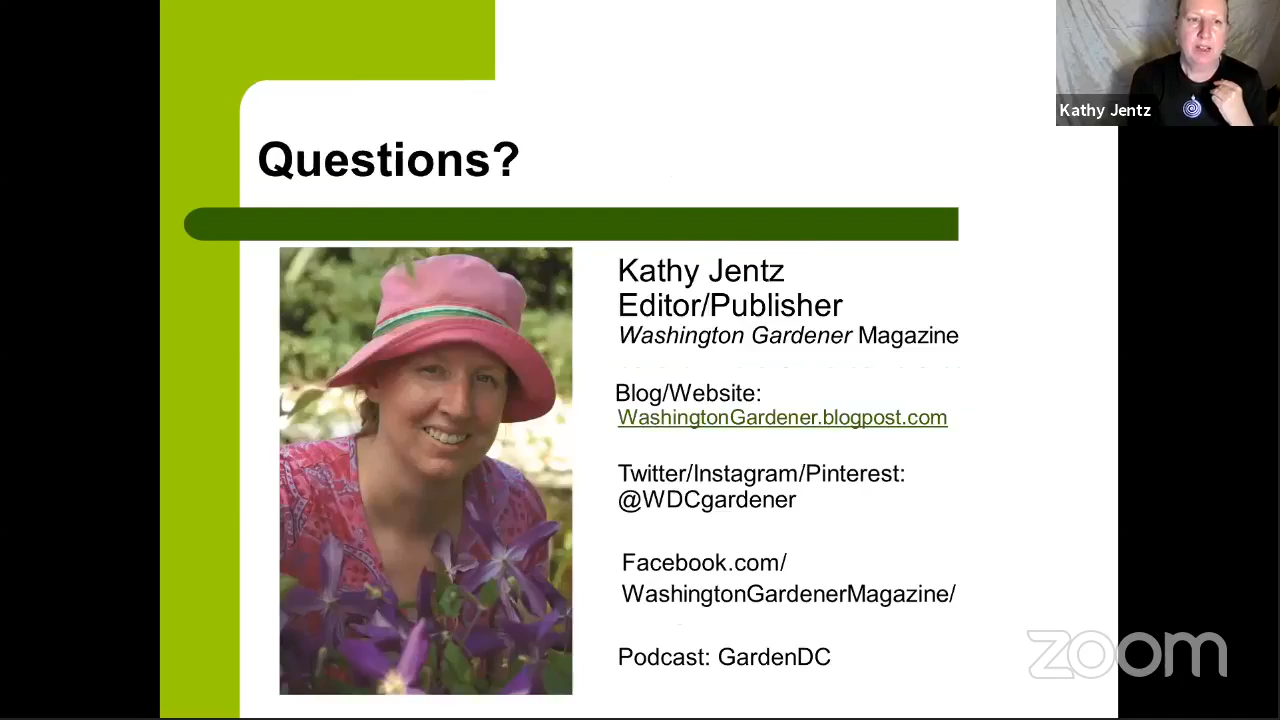 Kathy Jentz
Questions?
Kathy Jentz
Editor/Publisher
Washington Gardener Magazine
Blog/Website:
WashingtonGardener.blogpost.com
Twitter/Instagram/Pinterest:
@WDCgardener
Facebook.com/
WashingtonGardenerMagazine/
Podcast: GardenDC
zoom